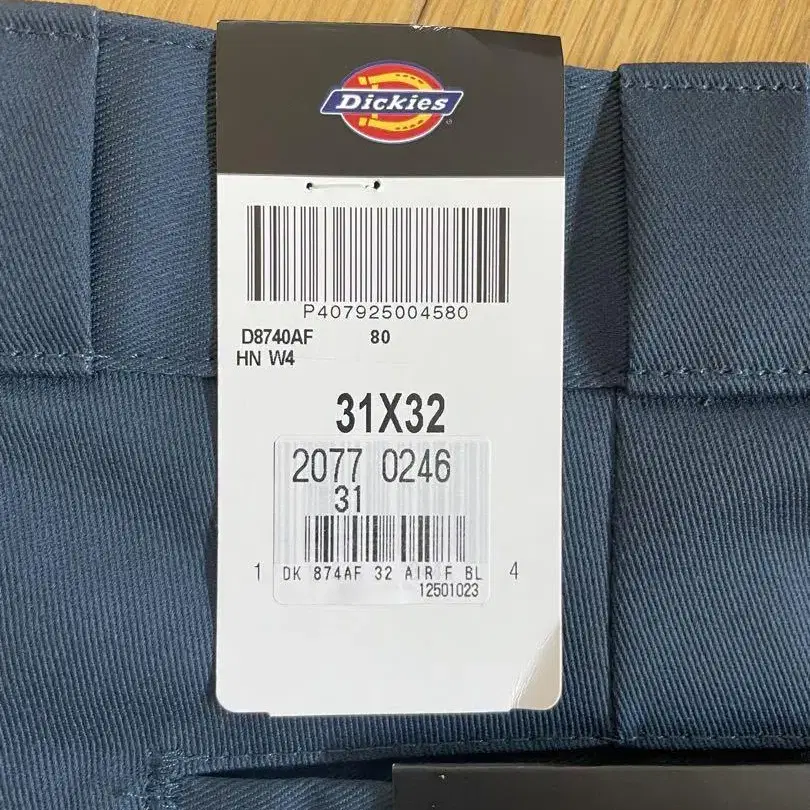 Dickies
P407925004580
D8740AF 80
HN W4
31X32
2077 0246
31
1 DK 874AF 32 AIR F BL 4
12501023